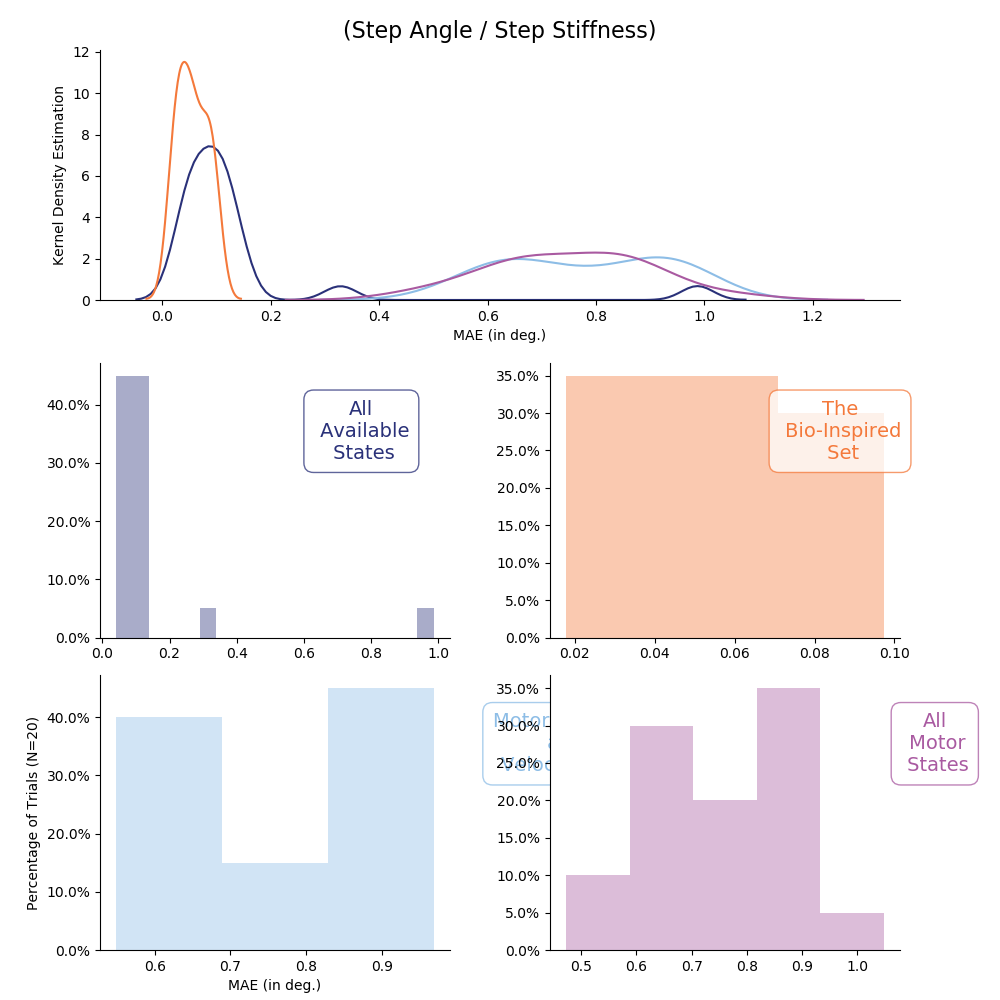 (Step Angle / Step Stiffness)
Kernel Density Estimation
12
10
8
6
4
2
0
0.0 0.2 0.4 0.6 0.8 1.0 1.2
MAE (in deg.)
40.0%
30.0%
20.0%
10.0%
0.0%
0.0 0.2 0.4 0.6 0.8 1.0
All
Available
States
35.0%
30.0%
25.0%
20.0%
15.0%
10.0%
5.0%
0.0%
0.02 0.04 0.06 0.08 0.10
The
Bio-Inspired
Set
Percentage of Trials (N=20)
40.0%
30.0%
20.0%
10.0%
0.0%
0.6 0.7 0.8 0.9
MAE (in deg.)
Motor
35.0%
30.0%
25.0%
20.0%
15.0%
10.0%
5.0%
0.0%
0.5 0.6 0.7 0.8 0.9 1.0
All
Motor
States